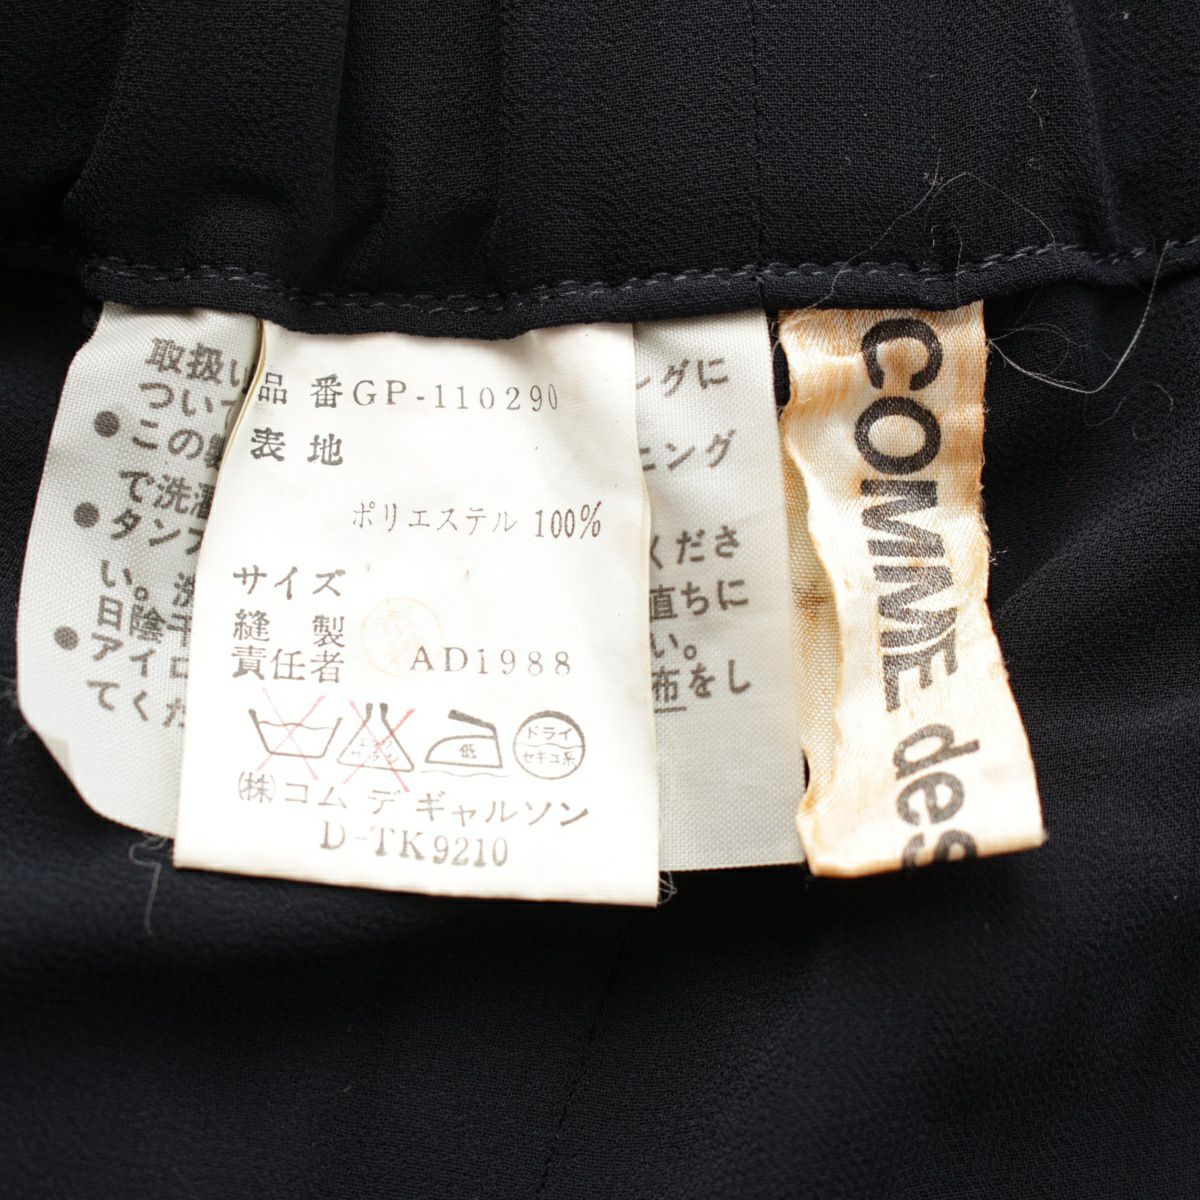 取扱い
ついて
●この製
で洗濯
●タンブ
い。洗
日陰干
●アイロ
てくだ
品 番GP-110290
表 地
ポリエステル 100%
サイズ
縫 製
責任者 AD1988
低
ドライ
セキユ系
(株)コム デ ギャルソン
D-TK9210
ングに
ニング
くださ
直ちに
い。
布をし
COMME des